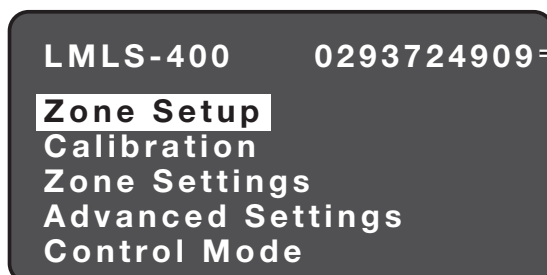 LMLS-400 0293724909=
Zone Setup
Calibration
Zone Settings
Advanced Settings
Control Mode